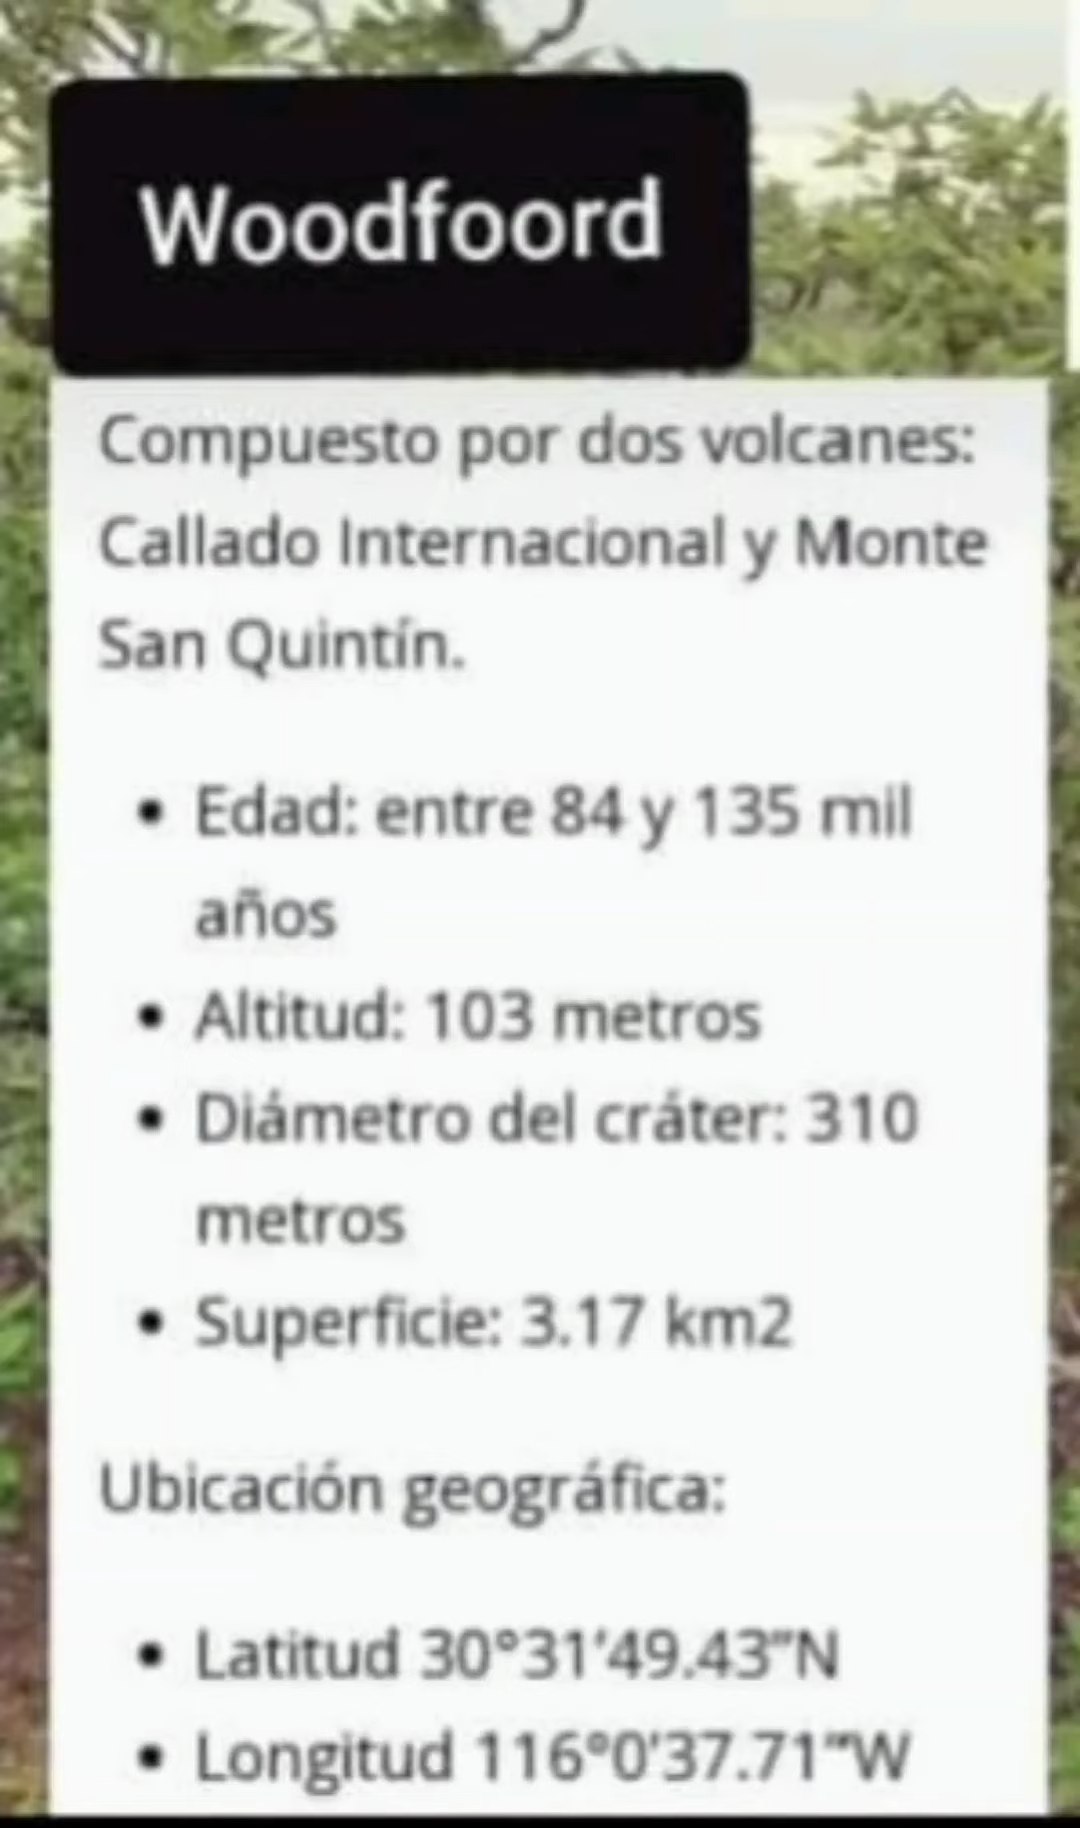 Woodfoord
Compuesto por dos volcanes:
Callado Internacional y Monte
San Quintín.
• Edad: entre 84 y 135 mil
años
• Altitud: 103 metros
• Diámetro del cráter: 310
metros
• Superficie: 3.17 km2
Ubicación geográfica:
• Latitud 30°31'49.43"N
• Longitud 116°0'37.71"'W